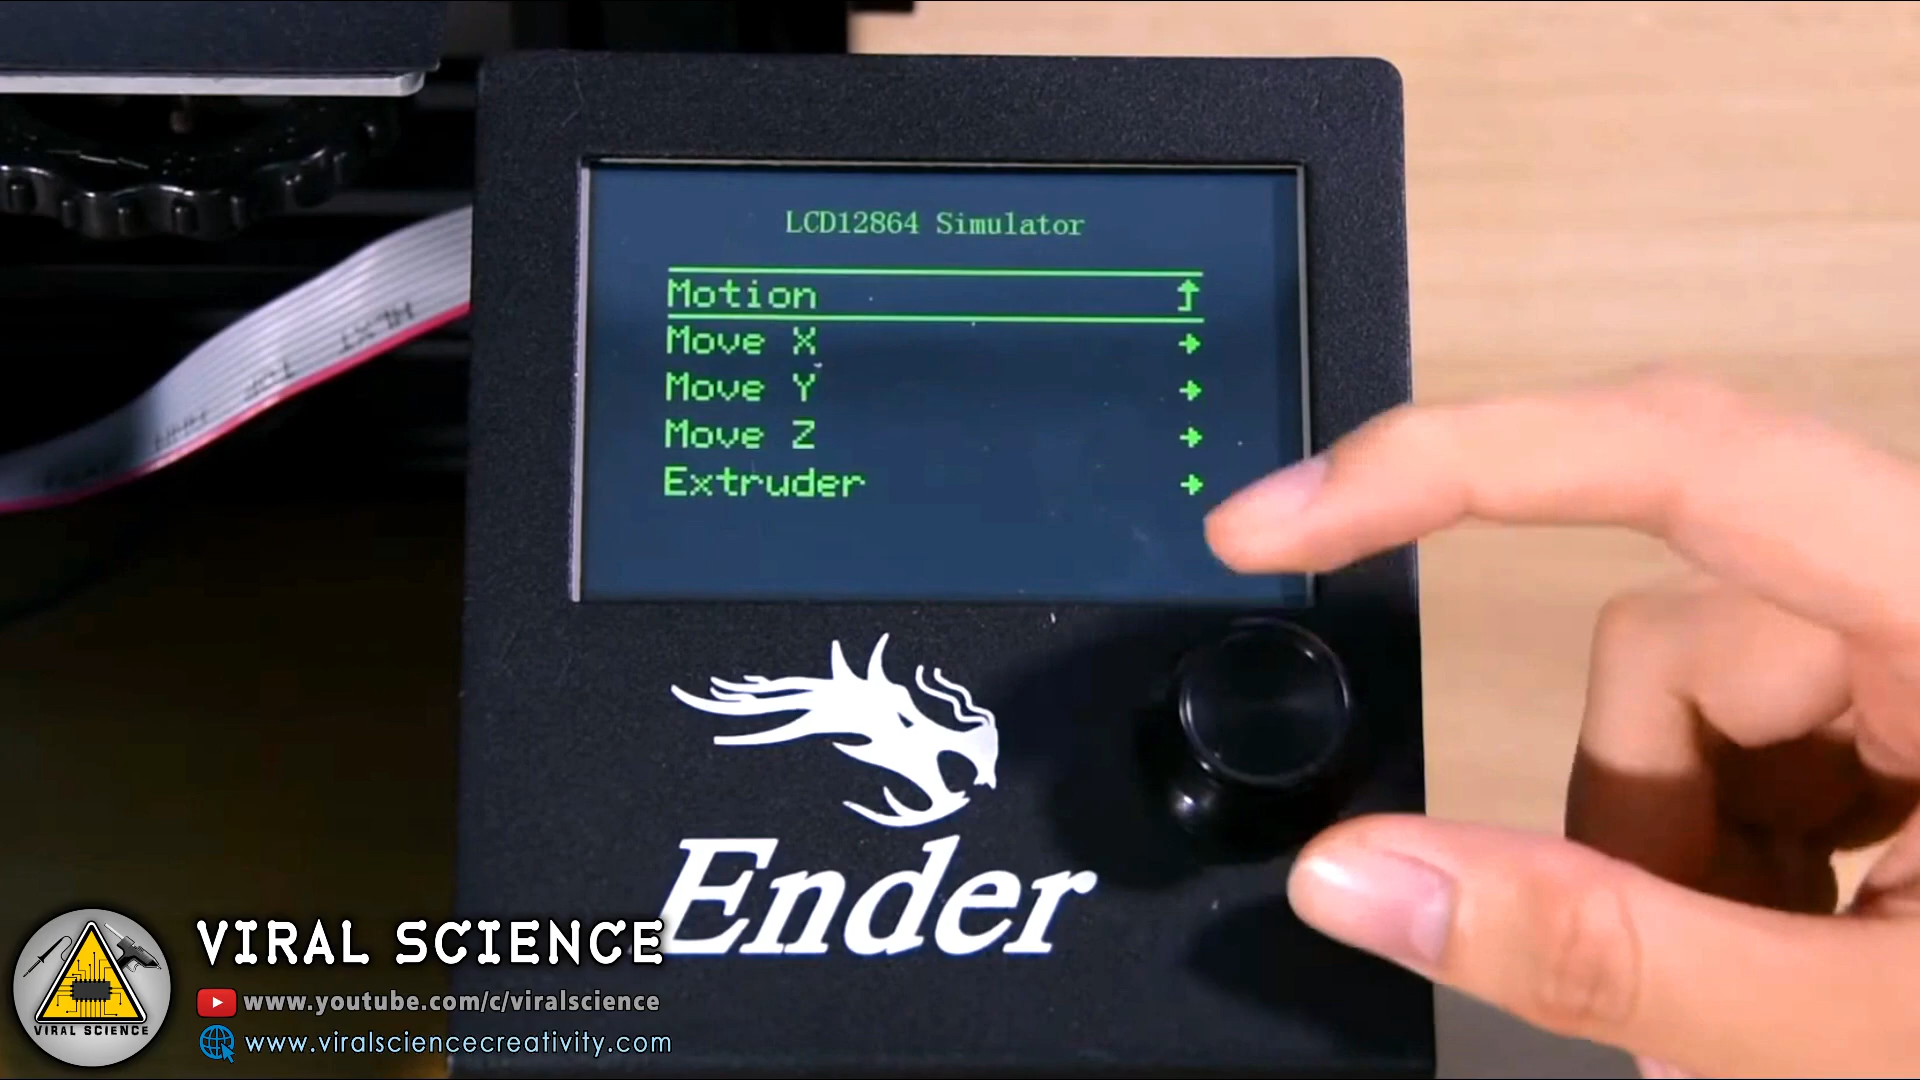 LCD12864 Simulator
Motion
Move X
Move Y
Move Z
Extruder
Ender
VIRAL SCIENCE
www.youtube.com/c/viralscience
www.viralsciencecreativity.com
VIRAL SCIENCE